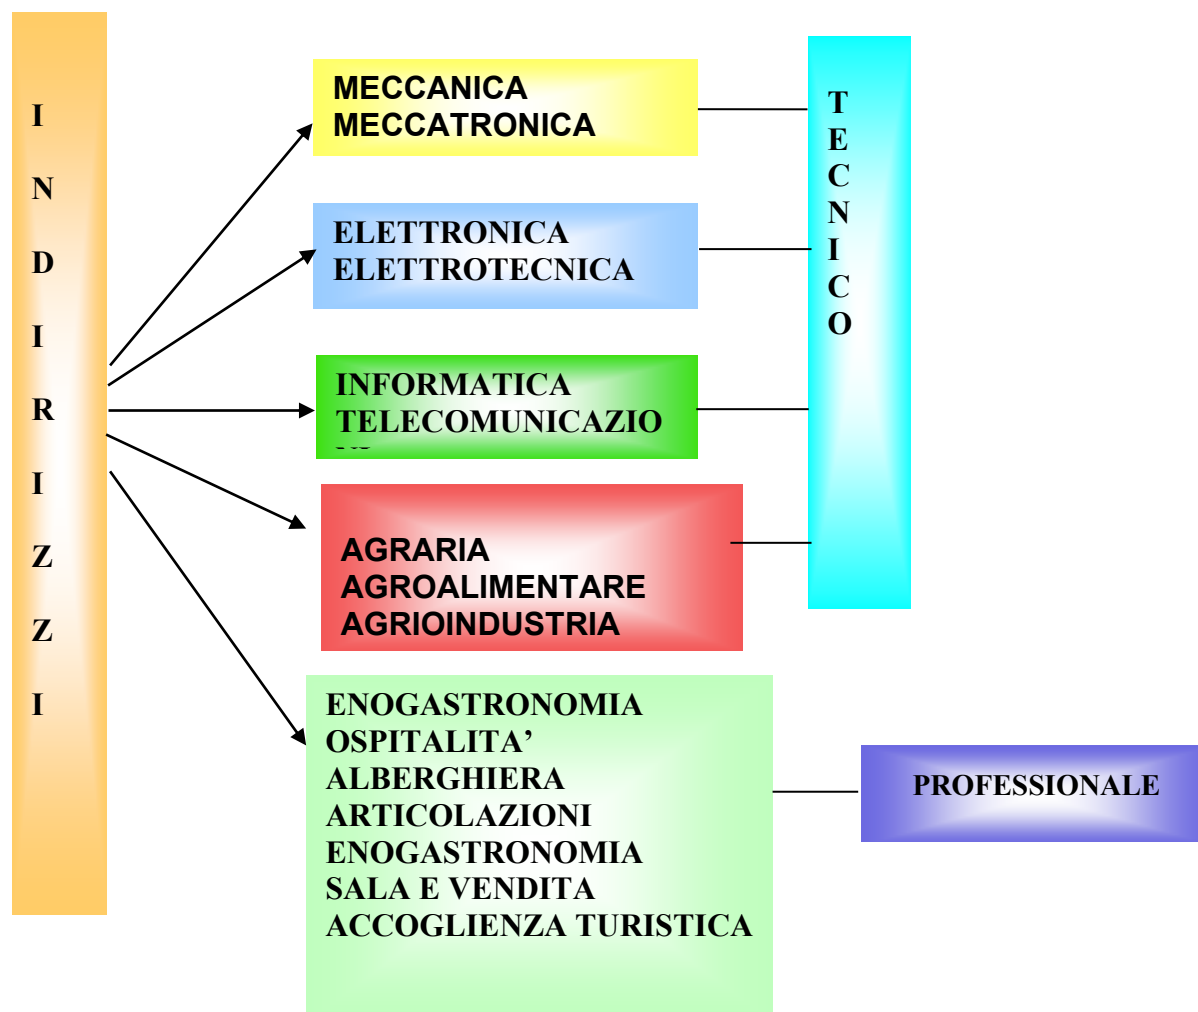 INDIRIZZI
MECCANICA
MECCATRONICA
ELETTRONICA
ELETTROTECNICA
INFORMATICA
TELECOMUNICAZIO
AGRARIA
AGROALIMENTARE
AGRIOINDUSTRIA
ENOGASTRONOMIA
OSPITALITA’
ALBERGHIERA
ARTICOLAZIONI
ENOGASTRONOMIA
SALA E VENDITA
ACCOGLIENZA TURISTICA
TECNICO
PROFESSIONALE